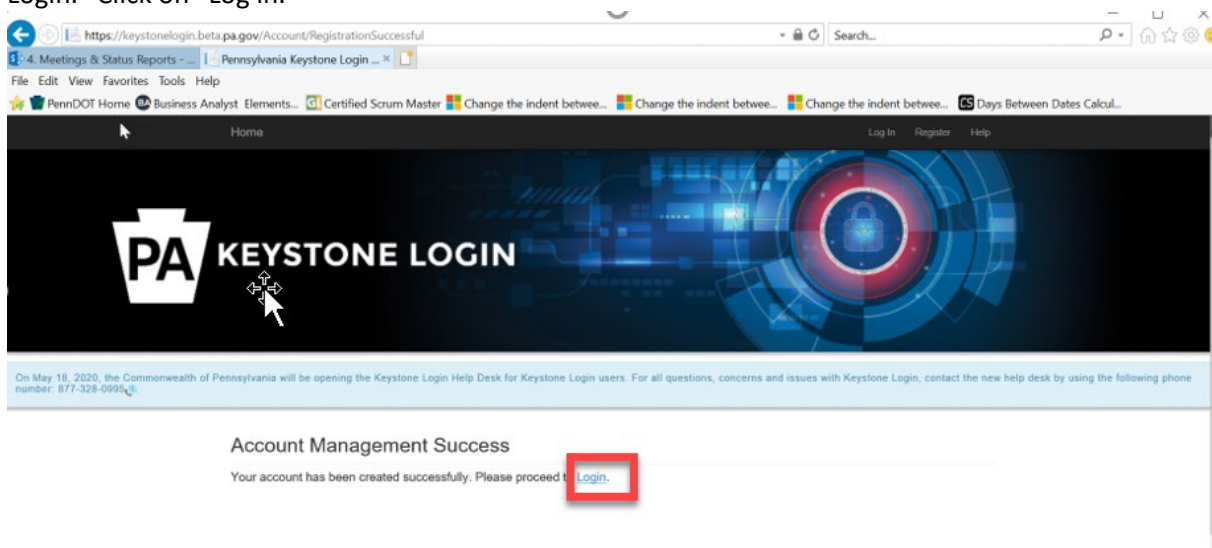 Login." Click on "Log In."
https://keystonelogin.beta.pa.gov/Account/RegistrationSuccessful
Search...
4. Meetings & Status Reports - ...
Pennsylvania Keystone Login ...
File Edit View Favorites Tools Help
PennDOT Home BA Business Analyst Elements... Certified Scrum Master Change the indent betwee... Change the indent betwee... Change the indent betwee... CS Days Between Dates Calcul...
Home Log In Register Help
PA KEYSTONE LOGIN
On May 18, 2020, the Commonwealth of Pennsylvania will be opening the Keystone Login Help Desk for Keystone Login users. For all questions, concerns and issues with Keystone Login, contact the new help desk by using the following phone
number: 877-328-0995
Account Management Success
Your account has been created successfully. Please proceed t Login.